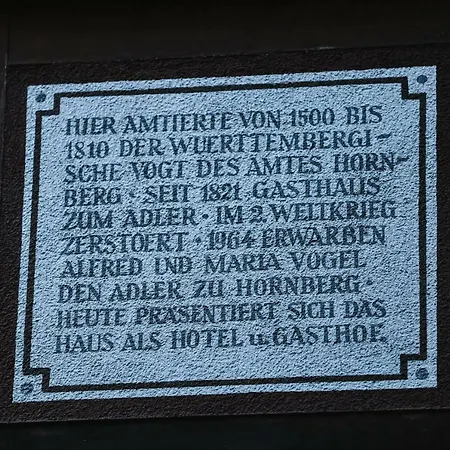 HIER AMTIERTE VON 1500 BIS
1810 DER WUERTTEMBERGI-
SCHE VOGT DES AMTES HORN-
BERG · SEIT 1821 GASTHAUS
ZUM ADLER · IM 2. WELTKRIEG
ZERSTOERT · 1964 ERWARBEN
ALFRED UND MARIA VOGEL
DEN ADLER ZU HORNBERG ·
HEUTE PRÄSENTIERT SICH DAS
HAUS ALS HOTEL u. GASTHOF.